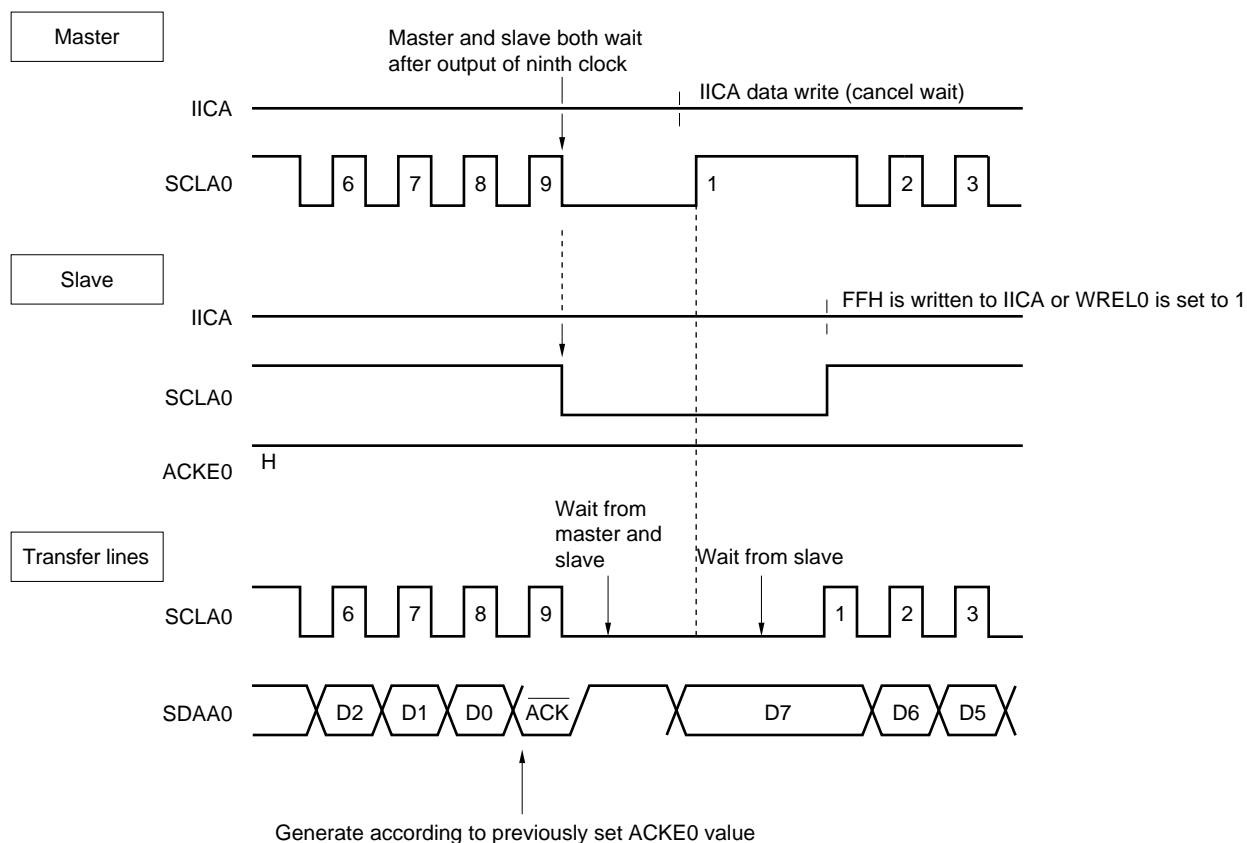 Master
Master and slave both wait
after output of ninth clock
IICA
IICA data write (cancel wait)
SCLA0
6 7 8 9 1 2 3
Slave
IICA
FFH is written to IICA or WREL0 is set to 1
SCLA0
ACKE0
H
Transfer lines
Wait from
master and
slave
Wait from slave
SCLA0
6 7 8 9 1 2 3
SDAA0
D2 D1 D0 ACK D7 D6 D5
Generate according to previously set ACKE0 value